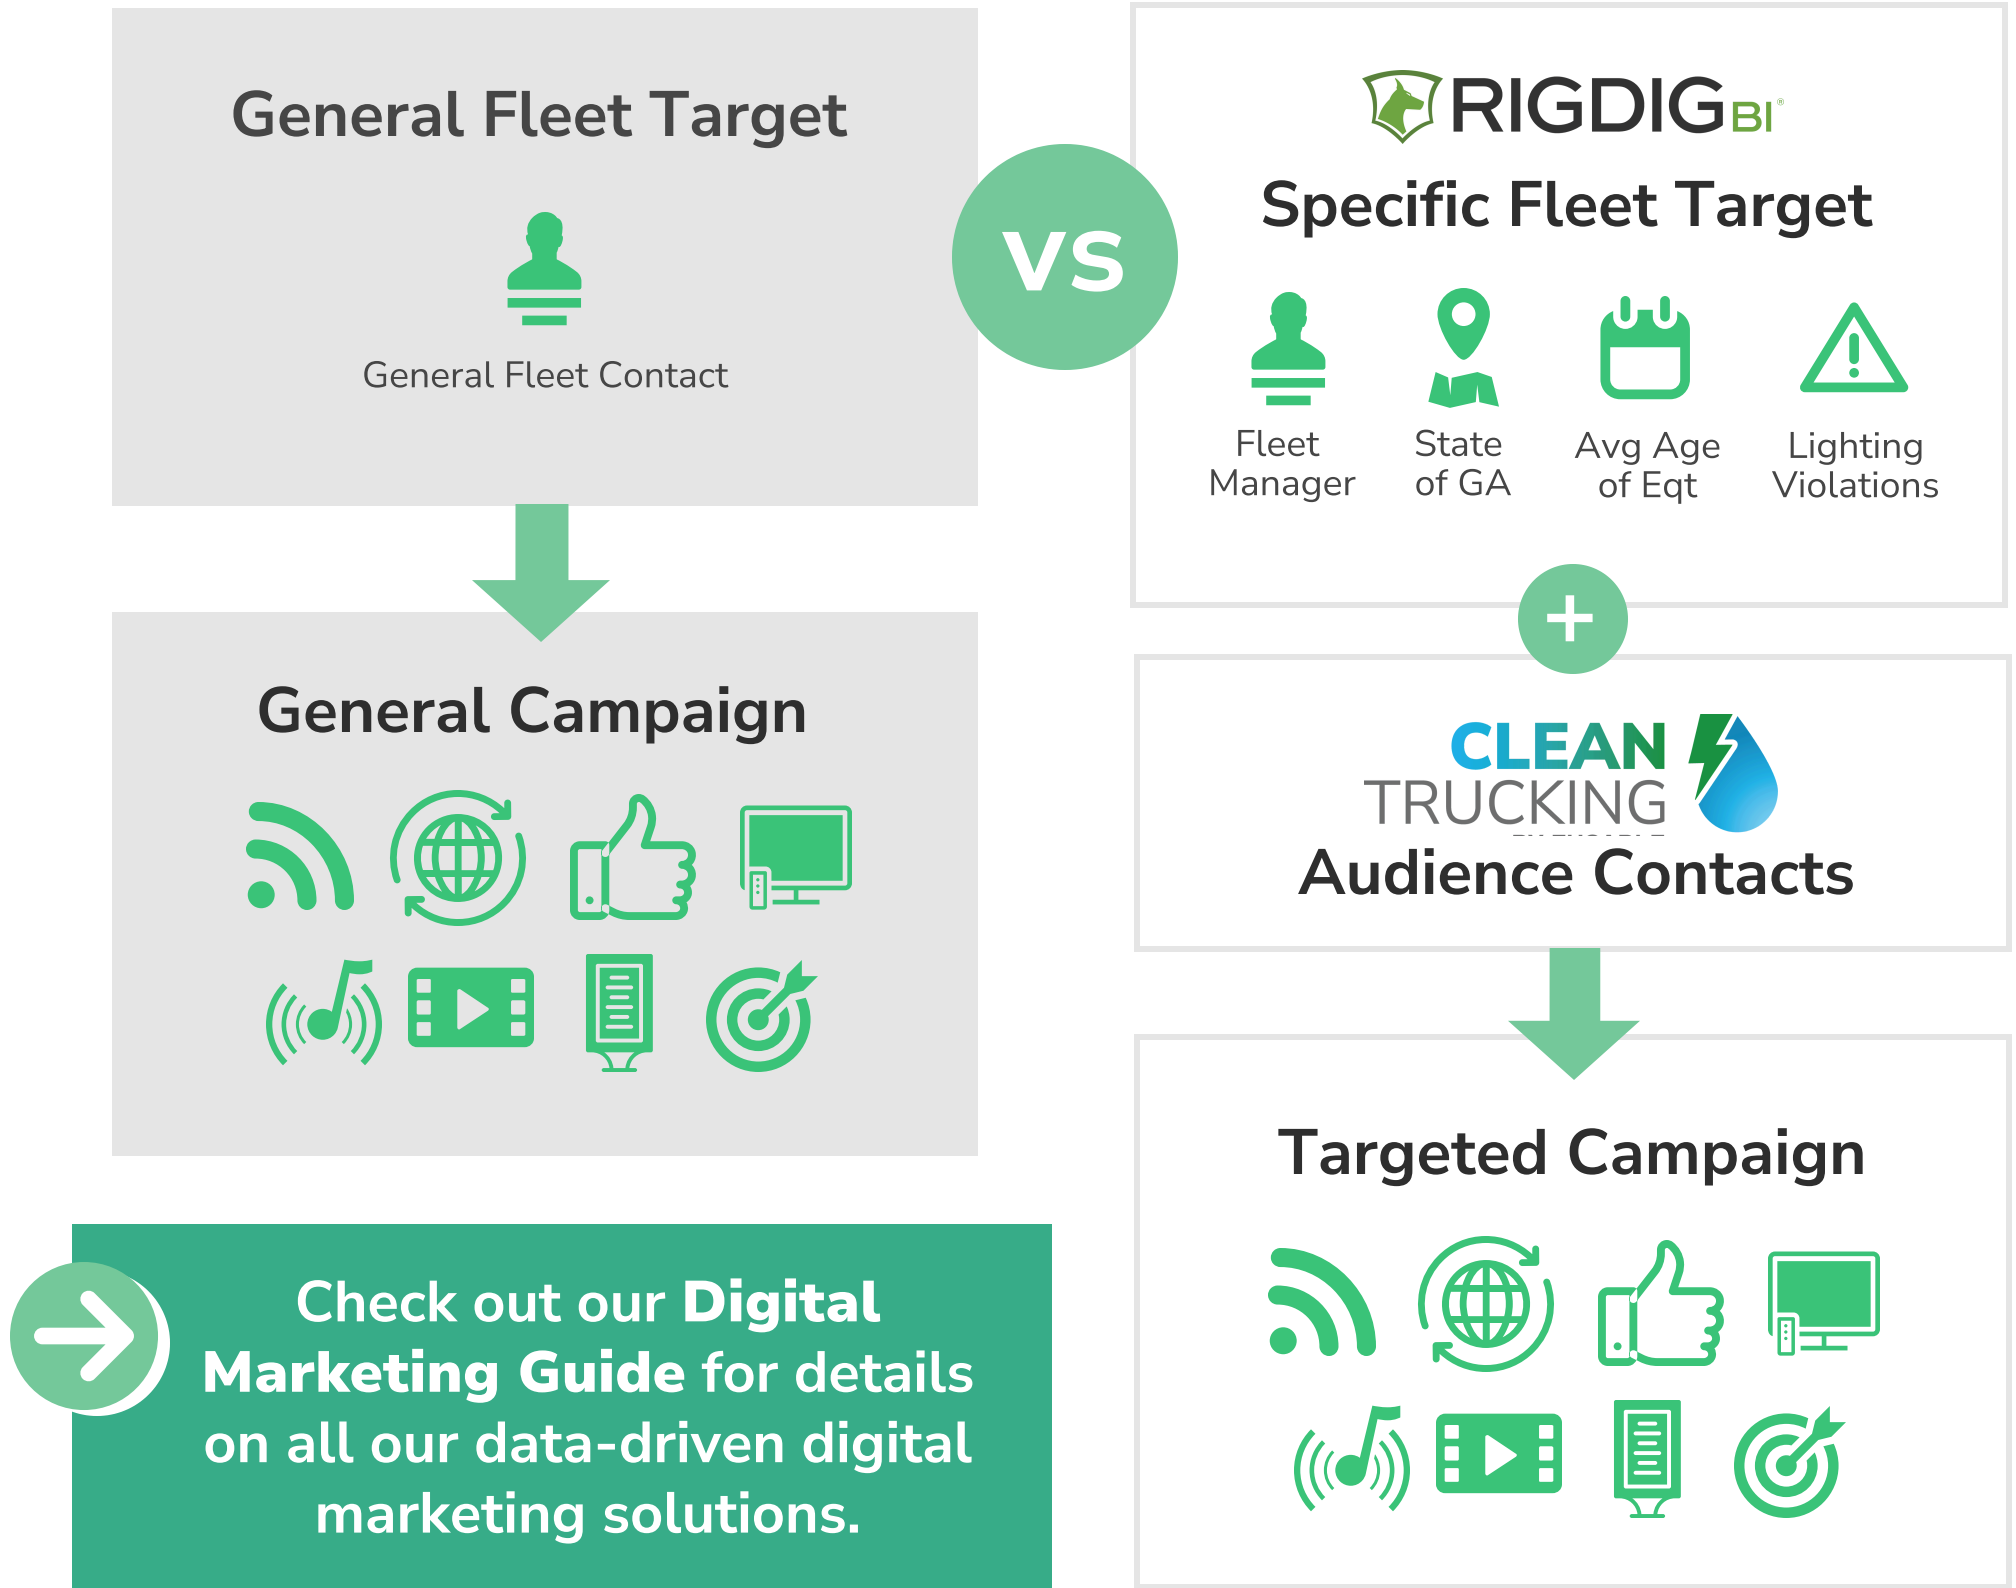 General Fleet Target
General Fleet Contact
General Campaign
VS
RIGDIG BI®
Specific Fleet Target
Fleet
Manager
State
of GA
Avg Age
of Eqt
Lighting
Violations
+
CLEAN
TRUCKING
Audience Contacts
Targeted Campaign
Check out our Digital
Marketing Guide for details
on all our data-driven digital
marketing solutions.